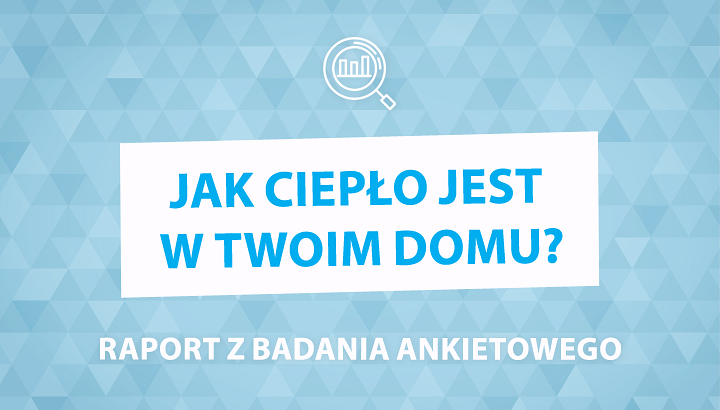 JAK CIEPŁO JEST
W TWOIM DOMU?
RAPORT Z BADANIA ANKIETOWEGO